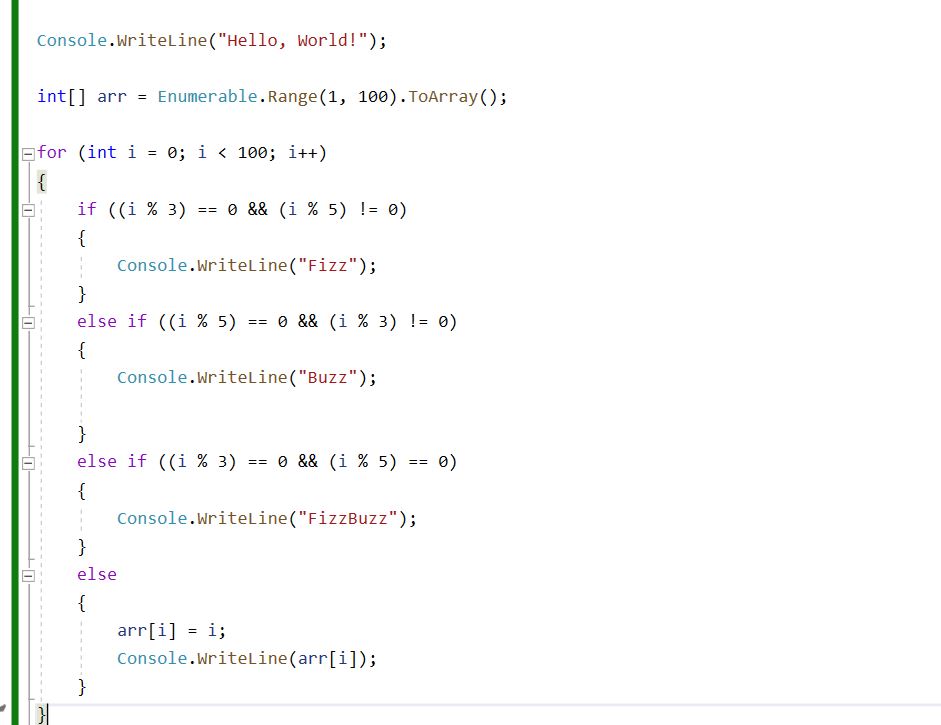 Console.WriteLine("Hello, World!");
int[] arr = Enumerable.Range(1, 100).ToArray();
for (int i = 0; i < 100; i++)
{
    if ((i % 3) == 0 && (i % 5) != 0)
    {
        Console.WriteLine("Fizz");
    }
    else if ((i % 5) == 0 && (i % 3) != 0)
    {
        Console.WriteLine("Buzz");
    }
    else if ((i % 3) == 0 && (i % 5) == 0)
    {
        Console.WriteLine("FizzBuzz");
    }
    else
    {
        arr[i] = i;
        Console.WriteLine(arr[i]);
    }
}